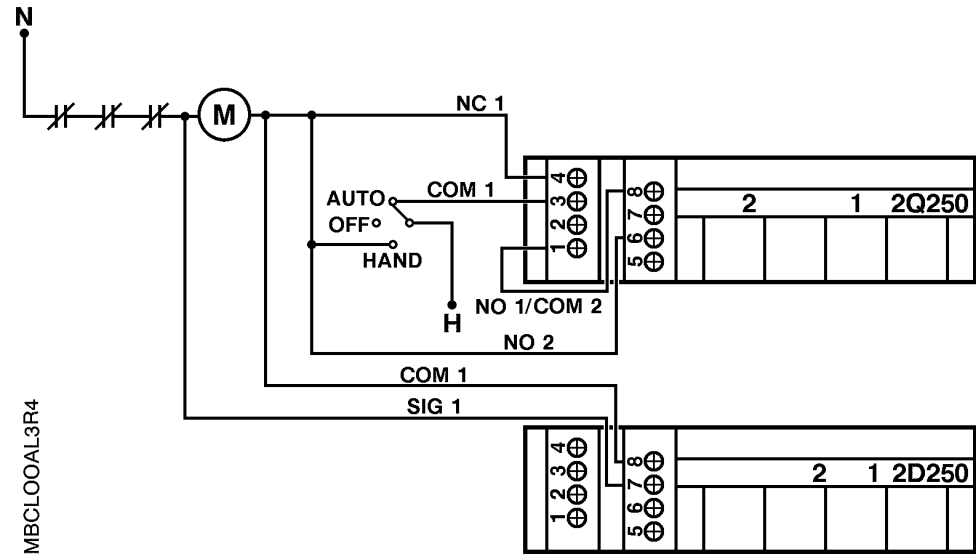 N
M
NC 1
AUTO
COM 1
OFF
HAND
H
NO 1/COM 2
NO 2
COM 1
SIG 1
4
3
2
1
8
7
6
5
2 1 2Q250
4
3
2
1
8
7
6
5
2 1 2D250
MBCLOOAL3R4